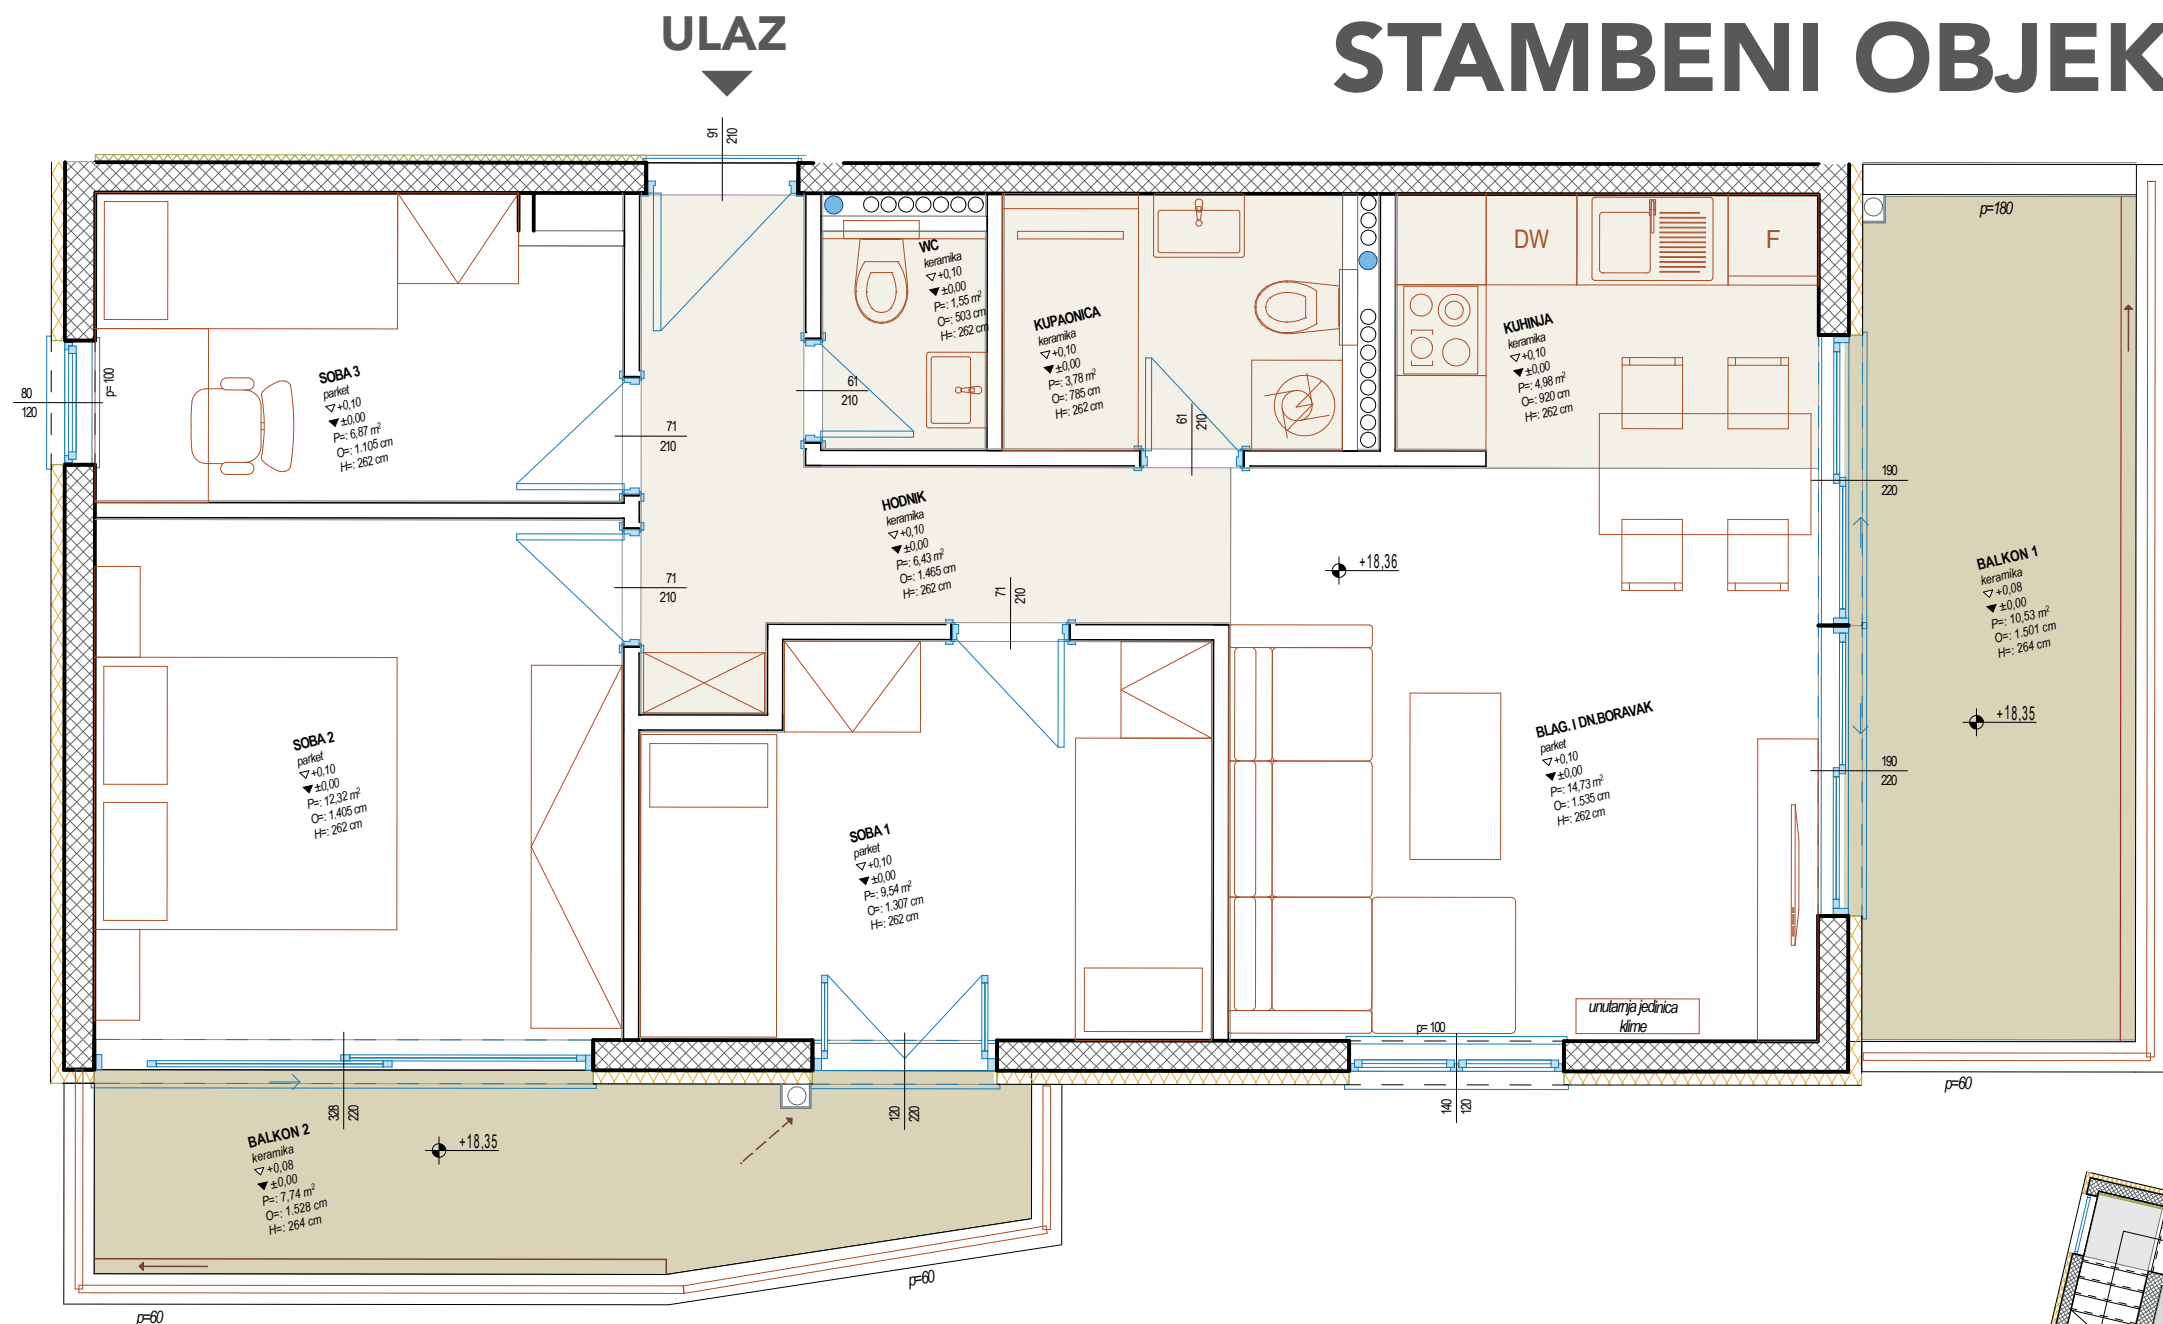 ULAZ
STAMBENI OBJEK
91
210
p=180
WC
keramika
▽+0,10
▼±0,00
P=: 1,55 m²
O=: 503 cm
H=: 262 cm
DW
F
KUPAONICA
keramika
▽+0,10
▼±0,00
P=: 3,78 m²
O=: 785 cm
H=: 262 cm
KUHINJA
keramika
▽+0,10
▼±0,00
P=: 4,98 m²
O=: 920 cm
H=: 262 cm
SOBA 3
parket
▽+0,10
▼±0,00
P=: 6,87 m²
O=: 1.105 cm
H=: 262 cm
80
120
p= 100
61
210
61
210
71
210
190
220
HODNIK
keramika
▽+0,10
▼±0,00
P=: 6,43 m²
O=: 1.465 cm
H=: 262 cm
+18,36
71
210
71
210
BALKON 1
keramika
▽+0,08
▼±0,00
P=: 10,53 m²
O=: 1.501 cm
H=: 264 cm
+18,35
SOBA 2
parket
▽+0,10
▼±0,00
P=: 12,32 m²
O=: 1.405 cm
H=: 262 cm
BLAG. I DN.BORAVAK
parket
▽+0,10
▼±0,00
P=: 14,73 m²
O=: 1.535 cm
H=: 262 cm
190
220
SOBA 1
parket
▽+0,10
▼±0,00
P=: 9,54 m²
O=: 1.307 cm
H=: 262 cm
unutarnja jedinica
klime
p= 100
p=60
328
220
120
220
140
120
BALKON 2
keramika
▽+0,08
▼±0,00
P=: 7,74 m²
O=: 1.528 cm
H=: 264 cm
+18,35
p=60
p=60